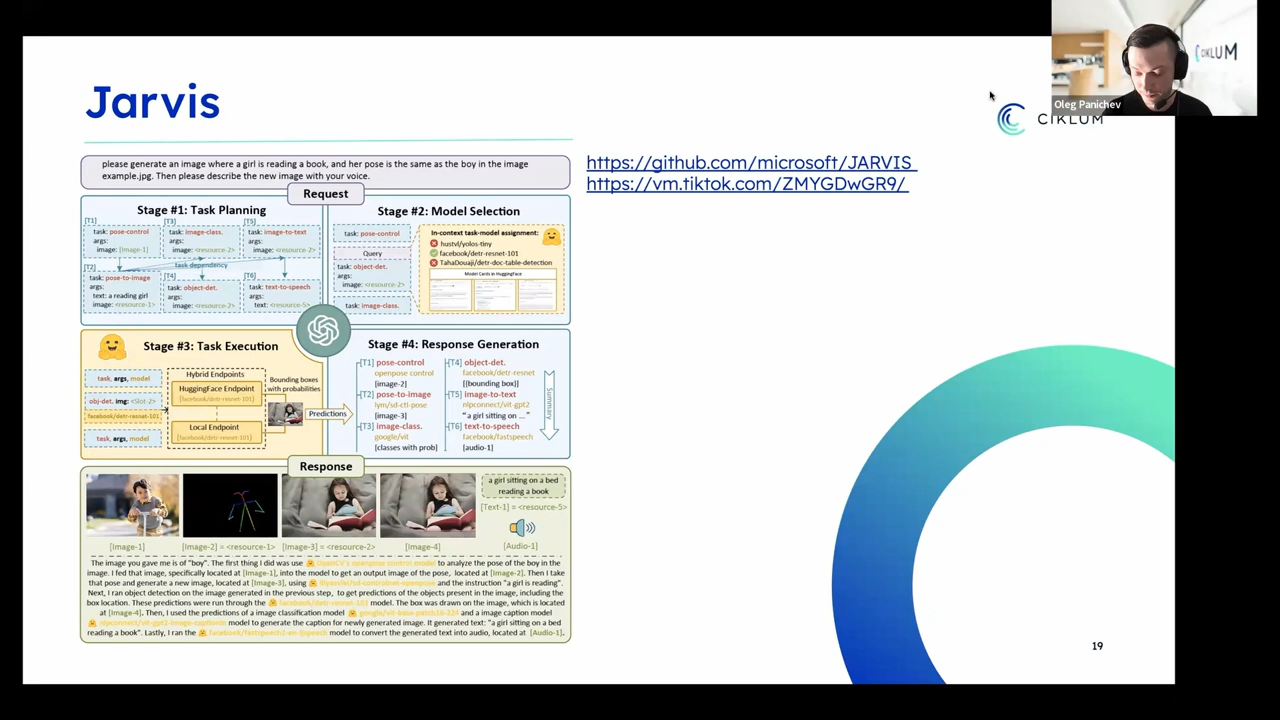 Jarvis
CIKLUM
Oleg Panichev
CIKLUM
https://github.com/microsoft/JARVIS
https://vm.tiktok.com/ZMYGDwGR9/
please generate an image where a girl is reading a book, and her pose is the same as the boy in the image
example.jpg. Then please describe the new image with your voice.
Request
Stage #1: Task Planning
[T1]
task: pose-control
args:
image: [Image-1]
[T3]
task: image-class.
args:
image: <resource-2>
[T5]
task: image-to-text
args:
image: <resource-2>
task dependency
[T2]
task: pose-to-image
args:
text: a reading girl
image: <resource-1>
[T4]
task: object-det.
args:
image: <resource-2>
[T6]
task: text-to-speech
args:
text: <resource-5>
Stage #2: Model Selection
task: pose-control
Query
task: object-det.
args:
image: <resource-2>
task: image-class.
In-context task-model assignment:
hustvl/yolos-tiny
facebook/detr-resnet-101
TahaDouaji/detr-doc-table-detection
Model Cards in HuggingFace
Stage #3: Task Execution
task, args, model
obj-det. img: <Slot-2>
facebook/detr-resnet-101
task, args, model
Hybrid Endpoints
HuggingFace Endpoint
[facebook/detr-resnet-101]
Local Endpoint
[facebook/detr-resnet-101]
Bounding boxes
with probabilities
Predictions
Stage #4: Response Generation
[T1] pose-control
openpose control
[image-2]
[T2] pose-to-image
lym/sd-ctl-pose
[image-3]
[T3] image-class.
google/vit
[classes with prob]
[T4] object-det.
facebook/detr-resnet
[[bounding box]]
[T5] image-to-text
nlpconnect/vit-gpt2
"a girl sitting on ..."
[T6] text-to-speech
facebook/fastspeech
[audio-1]
Summary
Response
a girl sitting on a bed
reading a book
[Text-1] = <resource-5>
[Image-1]
[Image-2] = <resource-1>
[Image-3] = <resource-2>
[Image-4]
[Audio-1]
The image you gave me is of "boy". The first thing I did was use OpenCV's openpose control model to analyze the pose of the boy in the
image. I fed that image, specifically located at [Image-1], into the model to get an output image of the pose, located at [Image-2]. Then I take
that pose and generate a new image, located at [Image-3], using lllyasviel/sd-controlnet-openpose and the instruction "a girl is reading".
Next, I ran object detection on the image generated in the previous step, to get predictions of the objects present in the image, including the
box location. These predictions were run through the facebook/detr-resnet-101 model. The box was drawn on the image, which is located
at [Image-4]. Then, I used the predictions of a image classification model google/vit-base-patch16-224 and a image caption model
nlpconnect/vit-gpt2-image-captionin model to generate the caption for newly generated image. It generated text: "a girl sitting on a bed
reading a book". Lastly, I ran the facebook/fastspeech2-en-ljspeech model to convert the generated text into audio, located at [Audio-1].
19